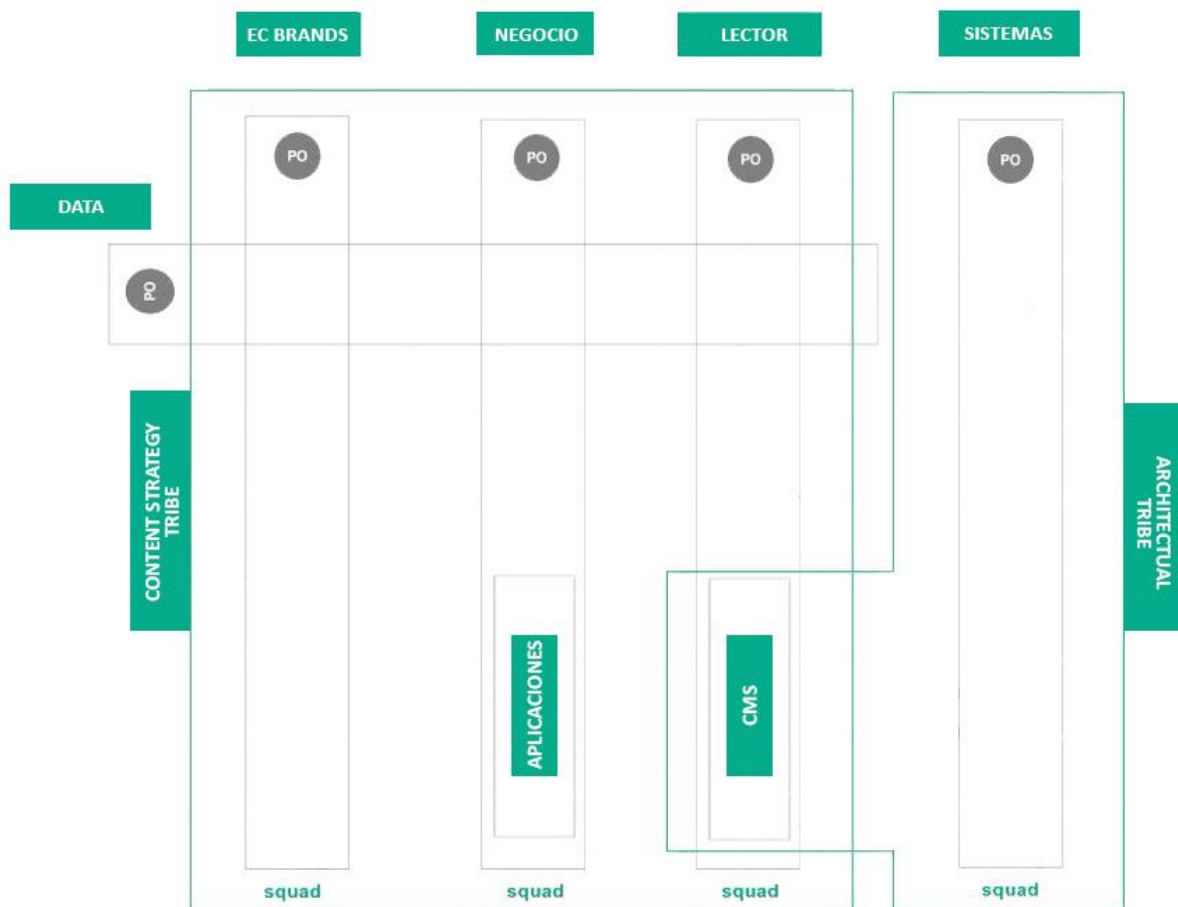 EC BRANDS
NEGOCIO
LECTOR
SISTEMAS
PO
PO
PO
PO
DATA
PO
CONTENT STRATEGY
TRIBE
ARCHITECTUAL
TRIBE
APLICACIONES
CMS
squad
squad
squad
squad